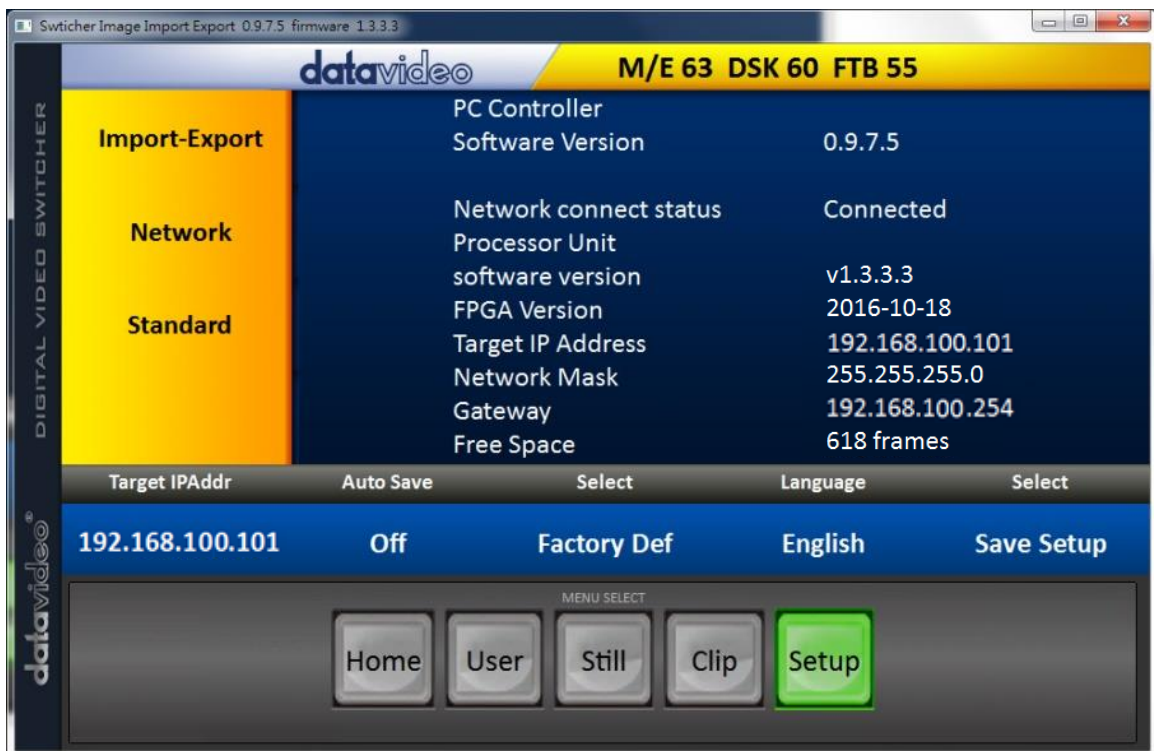 Swticher Image Import Export 0.9.7.5 firmware 1.3.3.3
datavideo M/E 63 DSK 60 FTB 55
DIGITAL VIDEO SWITCHER
datavideo®
Import-Export
Network
Standard
PC Controller
Software Version 0.9.7.5
Network connect status Connected
Processor Unit
software version v1.3.3.3
FPGA Version 2016-10-18
Target IP Address 192.168.100.101
Network Mask 255.255.255.0
Gateway 192.168.100.254
Free Space 618 frames
Target IPAddr Auto Save Select Language Select
192.168.100.101 Off Factory Def English Save Setup
MENU SELECT
Home User Still Clip Setup